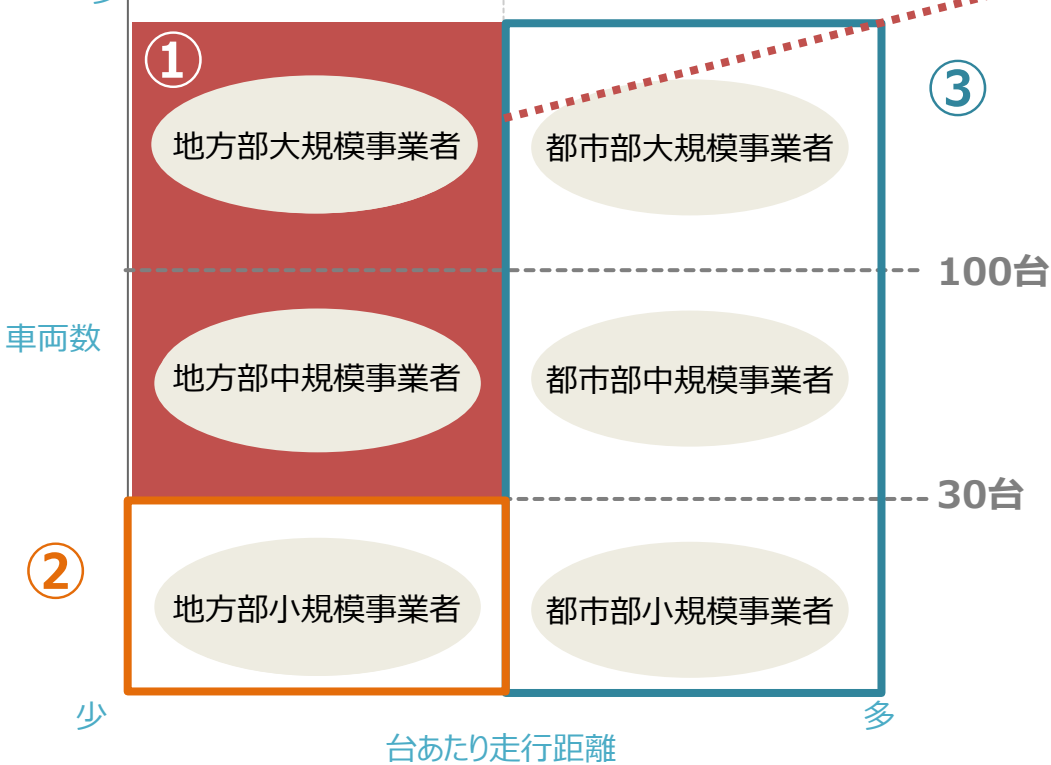 ①
③
地方部大規模事業者
都市部大規模事業者
100台
車両数
地方部中規模事業者
都市部中規模事業者
30台
②
地方部小規模事業者
都市部小規模事業者
少
多
台あたり走行距離